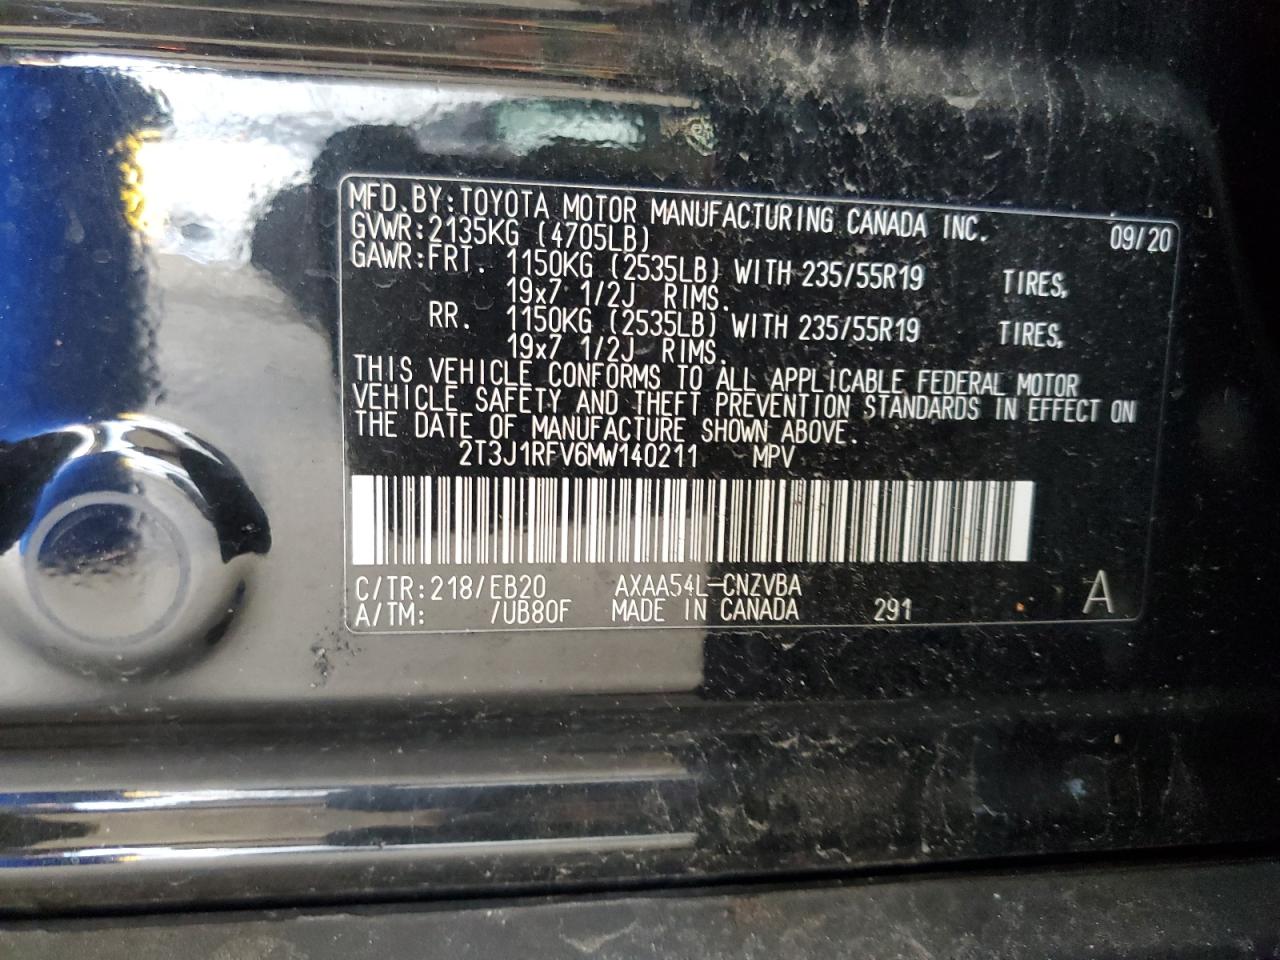 MFD.BY:TOYOTA MOTOR MANUFACTURING CANADA INC. 09/20
GVWR:2135KG (4705LB)
GAWR:FRT. 1150KG (2535LB) WITH 235/55R19 TIRES,
19x7 1/2J RIMS.
RR. 1150KG (2535LB) WITH 235/55R19 TIRES,
19x7 1/2J RIMS.
THIS VEHICLE CONFORMS TO ALL APPLICABLE FEDERAL MOTOR
VEHICLE SAFETY AND THEFT PREVENTION STANDARDS IN EFFECT ON
THE DATE OF MANUFACTURE SHOWN ABOVE.
2T3J1RFV6MW140211 MPV
C/TR:218/EB20 AXAA54L-CNZVBA
A/TM: /UB80F MADE IN CANADA 291 A